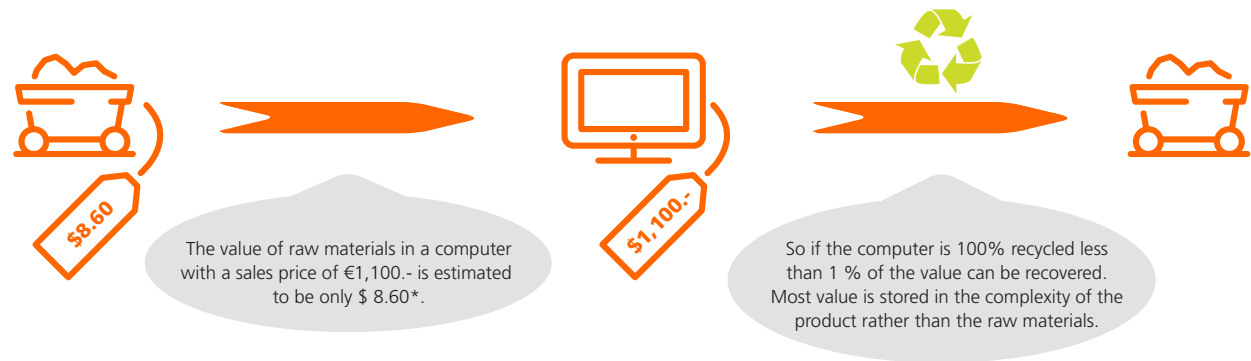 $8.60
The value of raw materials in a computer
with a sales price of €1,100.- is estimated
to be only $ 8.60*.
$1,100.-
So if the computer is 100% recycled less
than 1 % of the value can be recovered.
Most value is stored in the complexity of the
product rather than the raw materials.